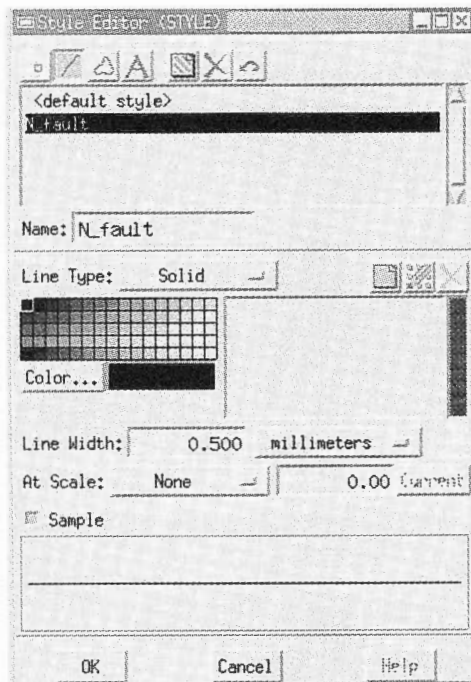 Style Editor (STYLE)
A
<default style>
N_fault
Name: N_fault
Line Type: Solid
Color...
Line Width: 0.500 millimeters
At Scale: None 0.00 Current
Sample
OK Cancel Help